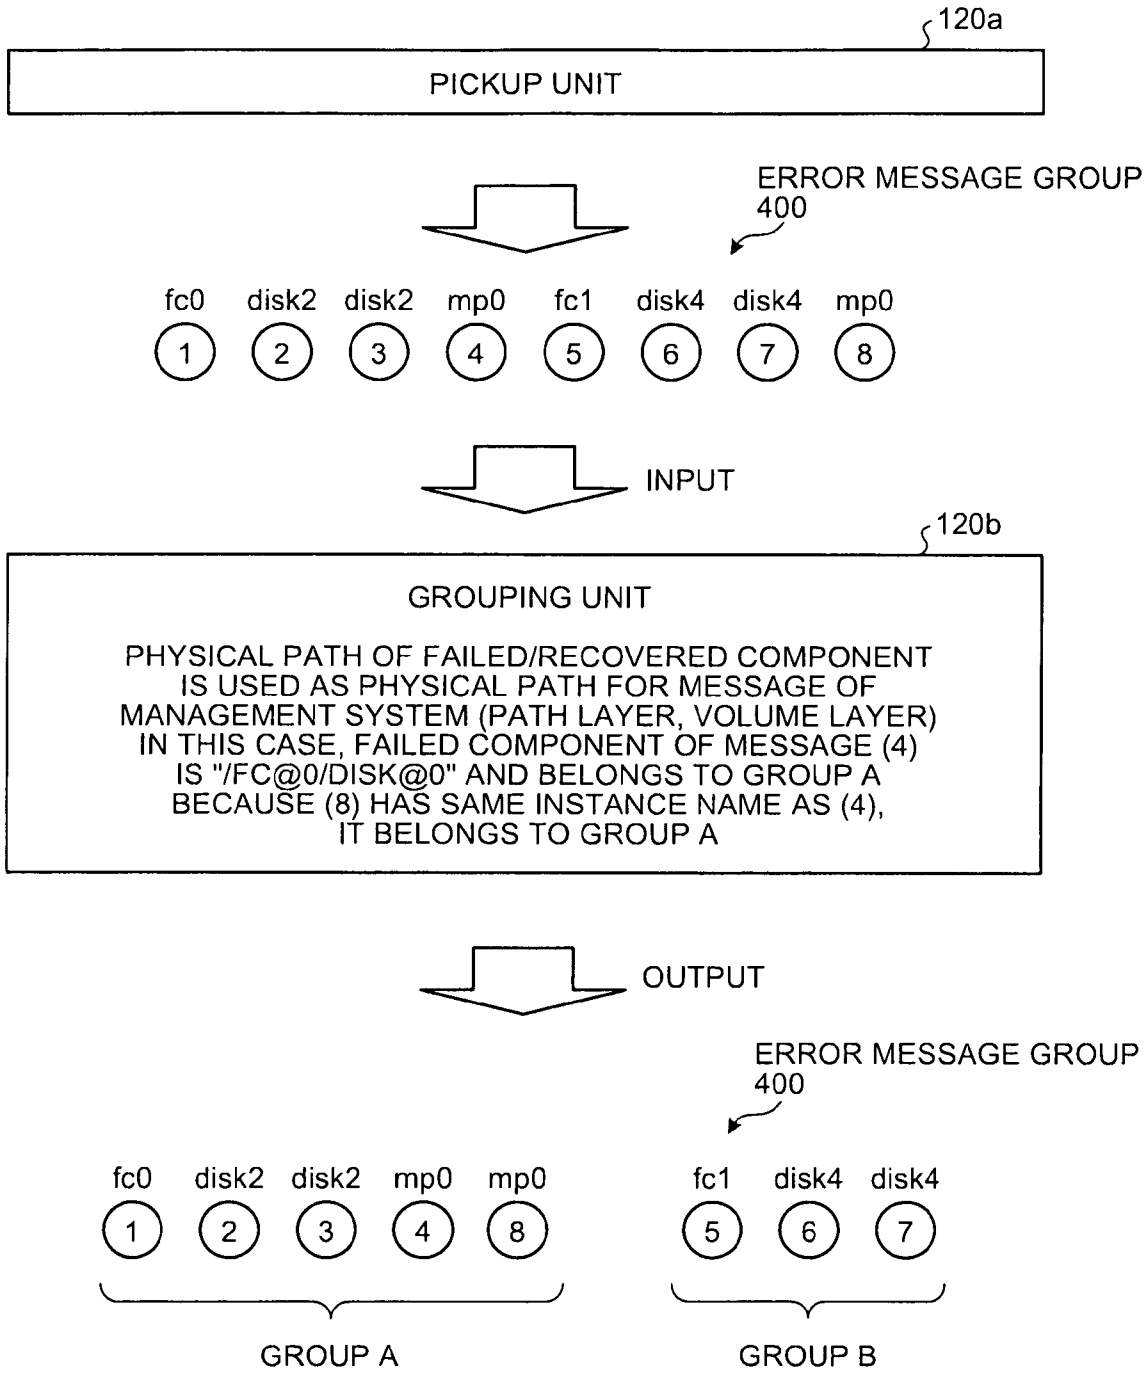 120a
PICKUP UNIT
ERROR MESSAGE GROUP
400
fc0 disk2 disk2 mp0 fc1 disk4 disk4 mp0
1 2 3 4 5 6 7 8
INPUT
120b
GROUPING UNIT
PHYSICAL PATH OF FAILED/RECOVERED COMPONENT
IS USED AS PHYSICAL PATH FOR MESSAGE OF
MANAGEMENT SYSTEM (PATH LAYER, VOLUME LAYER)
IN THIS CASE, FAILED COMPONENT OF MESSAGE (4)
IS "/FC@0/DISK@0" AND BELONGS TO GROUP A
BECAUSE (8) HAS SAME INSTANCE NAME AS (4),
IT BELONGS TO GROUP A
OUTPUT
ERROR MESSAGE GROUP
400
fc0 disk2 disk2 mp0 mp0 fc1 disk4 disk4
1 2 3 4 8 5 6 7
GROUP A GROUP B